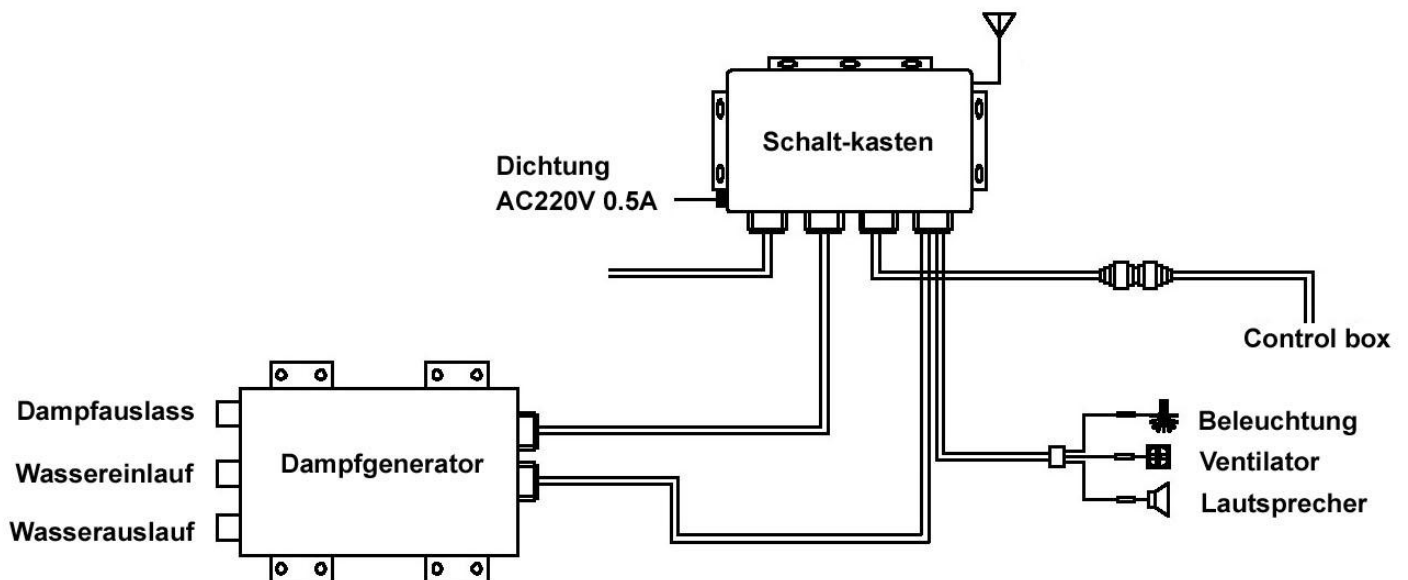 Schalt-kasten
Dichtung
AC220V 0.5A
Control box
Dampfauslass
Wassereinlauf
Wasserauslauf
Dampfgenerator
Beleuchtung
Ventilator
Lautsprecher